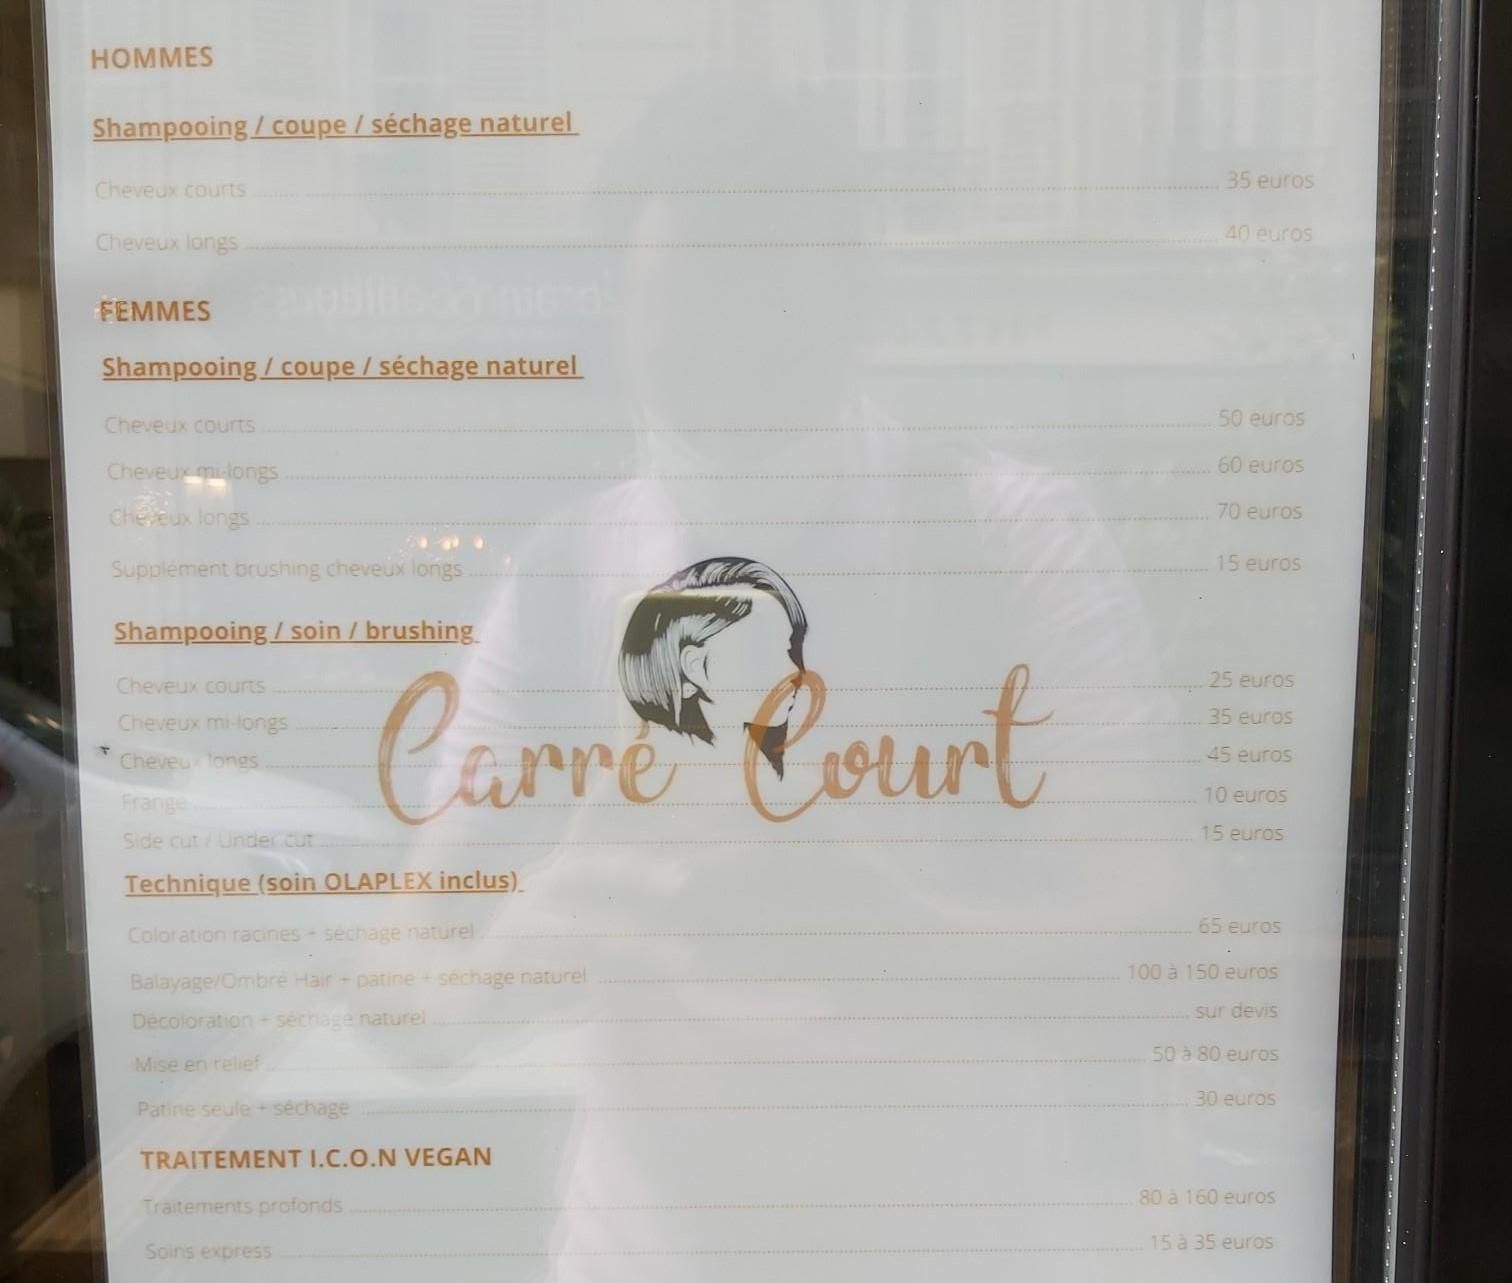 HOMMES
Shampooing / coupe / séchage naturel
Cheveux courts 35 euros
Cheveux longs 40 euros
FEMMES
Shampooing / coupe / séchage naturel
Cheveux courts 50 euros
Cheveux mi-longs 60 euros
Cheveux longs 70 euros
Supplément brushing cheveux longs 15 euros
Shampooing / soin / brushing
Cheveux courts 25 euros
Cheveux mi-longs 35 euros
Carré Court
Cheveux longs 45 euros
Frange 10 euros
Side cut / Under cut 15 euros
Technique (soin OLAPLEX inclus)
Coloration racines + séchage naturel 65 euros
Balayage/Ombré Hair + patine + séchage naturel 100 à 150 euros
Décoloration + séchage naturel sur devis
Mise en relief 50 à 80 euros
Patine seule + séchage 30 euros
TRAITEMENT I.C.O.N VEGAN
Traitements profonds 80 à 160 euros
Soins express 15 à 35 euros